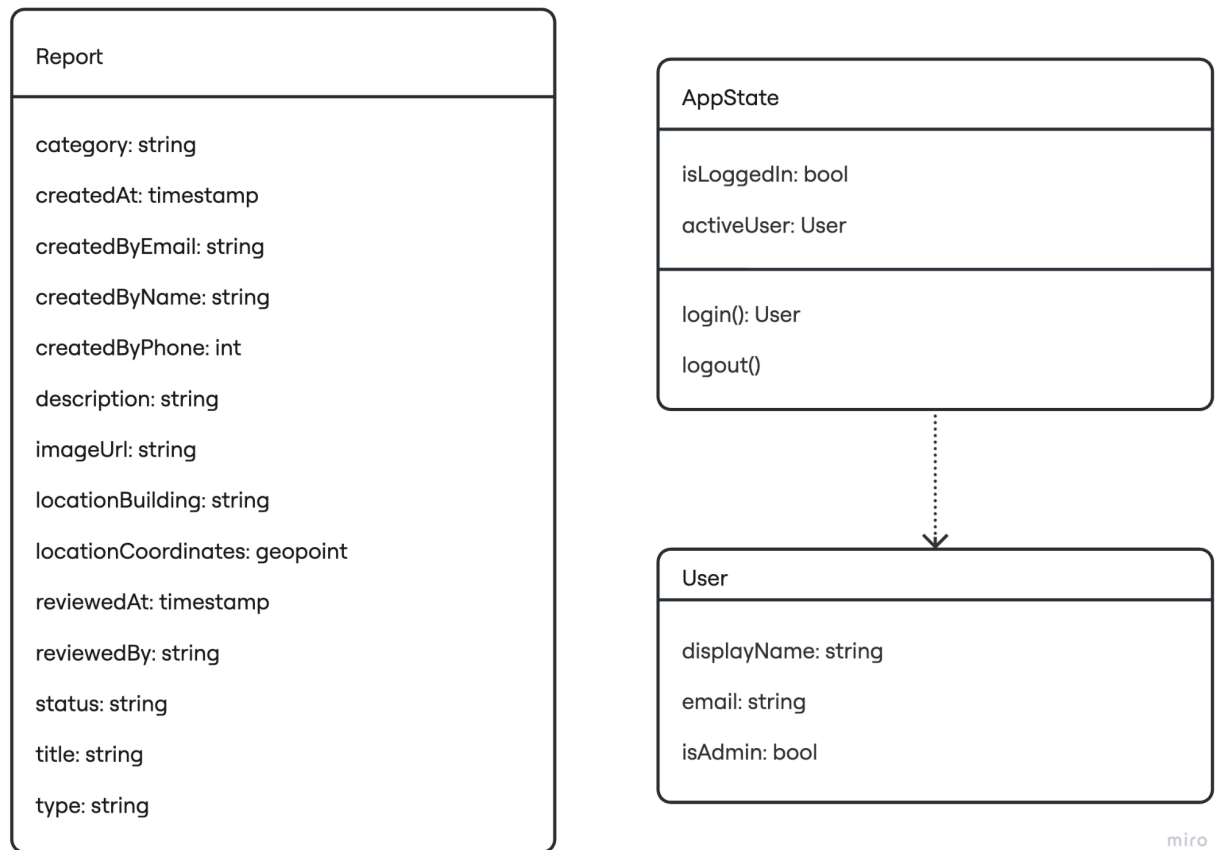 Report
category: string
createdAt: timestamp
createdByEmail: string
createdByName: string
createdByPhone: int
description: string
imageUrl: string
locationBuilding: string
locationCoordinates: geopoint
reviewedAt: timestamp
reviewedBy: string
status: string
title: string
type: string
AppState
isLoggedIn: bool
activeUser: User
login(): User
logout()
User
displayName: string
email: string
isAdmin: bool
miro